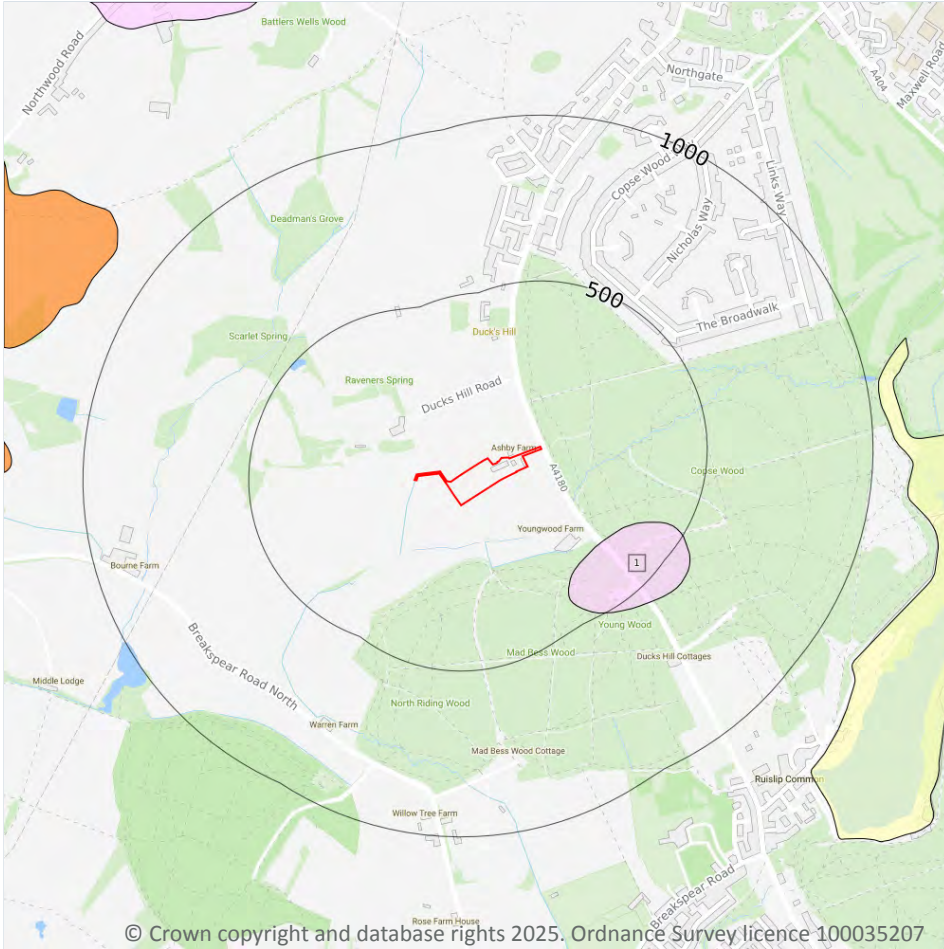 Battlers Wells Wood
Northwood Road
Northgate
A404
Maxwell Road
1000
Copse Wood
Links Way
Nicholas Way
Deadman's Grove
500
The Broadwalk
Duck's Hill
Scarlet Spring
Raveners Spring
Ducks Hill Road
Ashby Farm
A4180
Copse Wood
Youngwood Farm
1
Bourne Farm
Young Wood
Mad Bess Wood
Ducks Hill Cottages
Breakspear Road North
Middle Lodge
North Riding Wood
Warren Farm
Mad Bess Wood Cottage
Ruislip Common
Willow Tree Farm
Breakspear Road
Rose Farm House
© Crown copyright and database rights 2025. Ordnance Survey licence 100035207